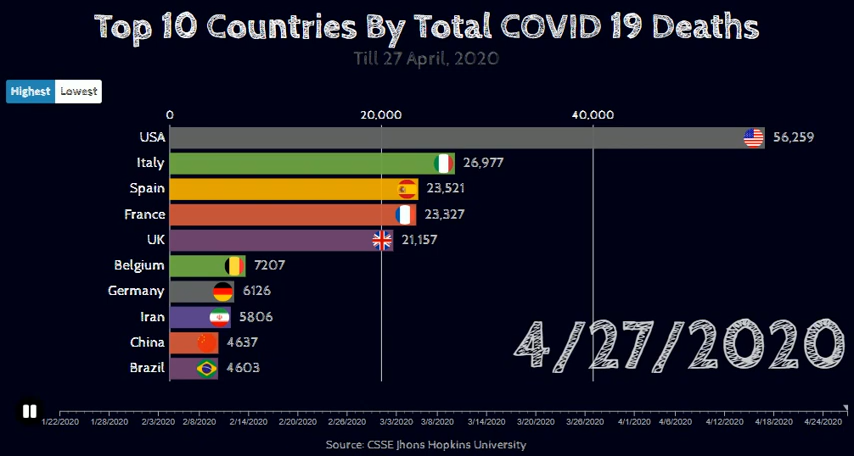 Top 10 Countries By Total COVID 19 Deaths
Till 27 April, 2020
Highest Lowest
0 20,000 40,000
USA 56,259
Italy 26,977
Spain 23,521
France 23,327
UK 21,157
Belgium 7207
Germany 6126
Iran 5806
China 4637
Brazil 4603
4/27/2020
1/22/2020 1/28/2020 2/3/2020 2/8/2020 2/14/2020 2/20/2020 2/26/2020 3/3/2020 3/8/2020 3/14/2020 3/20/2020 3/26/2020 4/1/2020 4/6/2020 4/12/2020 4/18/2020 4/24/2020
Source: CSSE Jhons Hopkins University